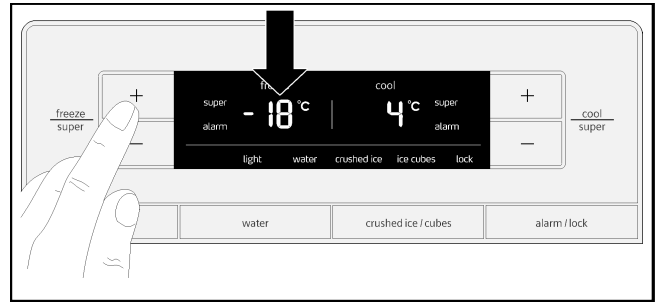 freeze
super
+
−
cool
super alarm
- 18 °C
4 °C
super alarm
light water crushed ice ice cubes lock
+
−
cool
super
water crushed ice / cubes alarm / lock